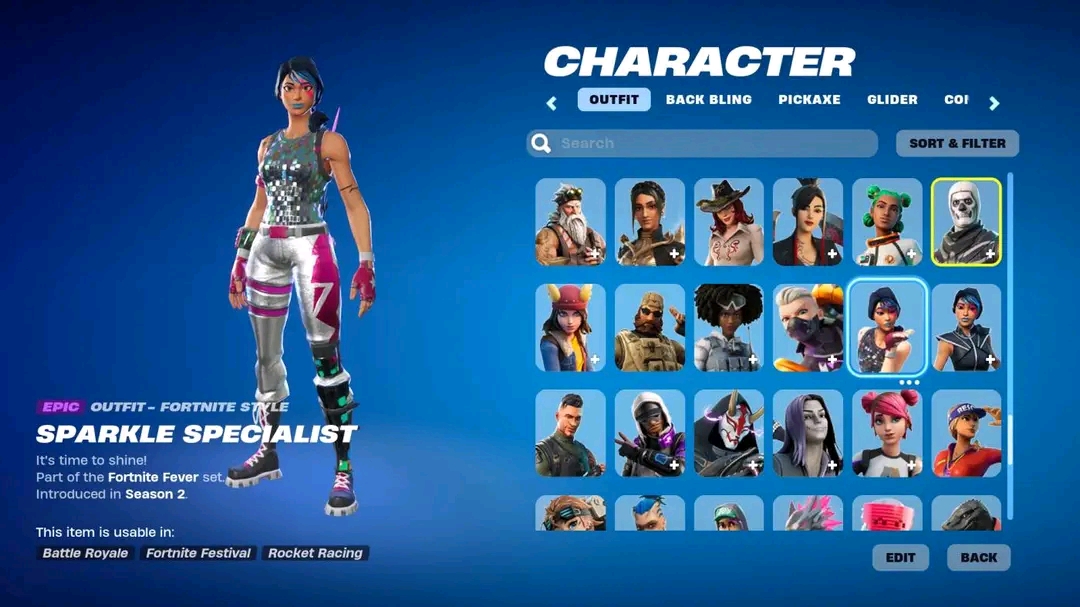 CHARACTER
OUTFIT BACK BLING PICKAXE GLIDER
Search SORT & FILTER
EPIC OUTFIT - FORTNITE STYLE
SPARKLE SPECIALIST
It's time to shine!
Part of the Fortnite Fever set.
Introduced in Season 2.
This item is usable in:
Battle Royale Fortnite Festival Rocket Racing
EDIT BACK